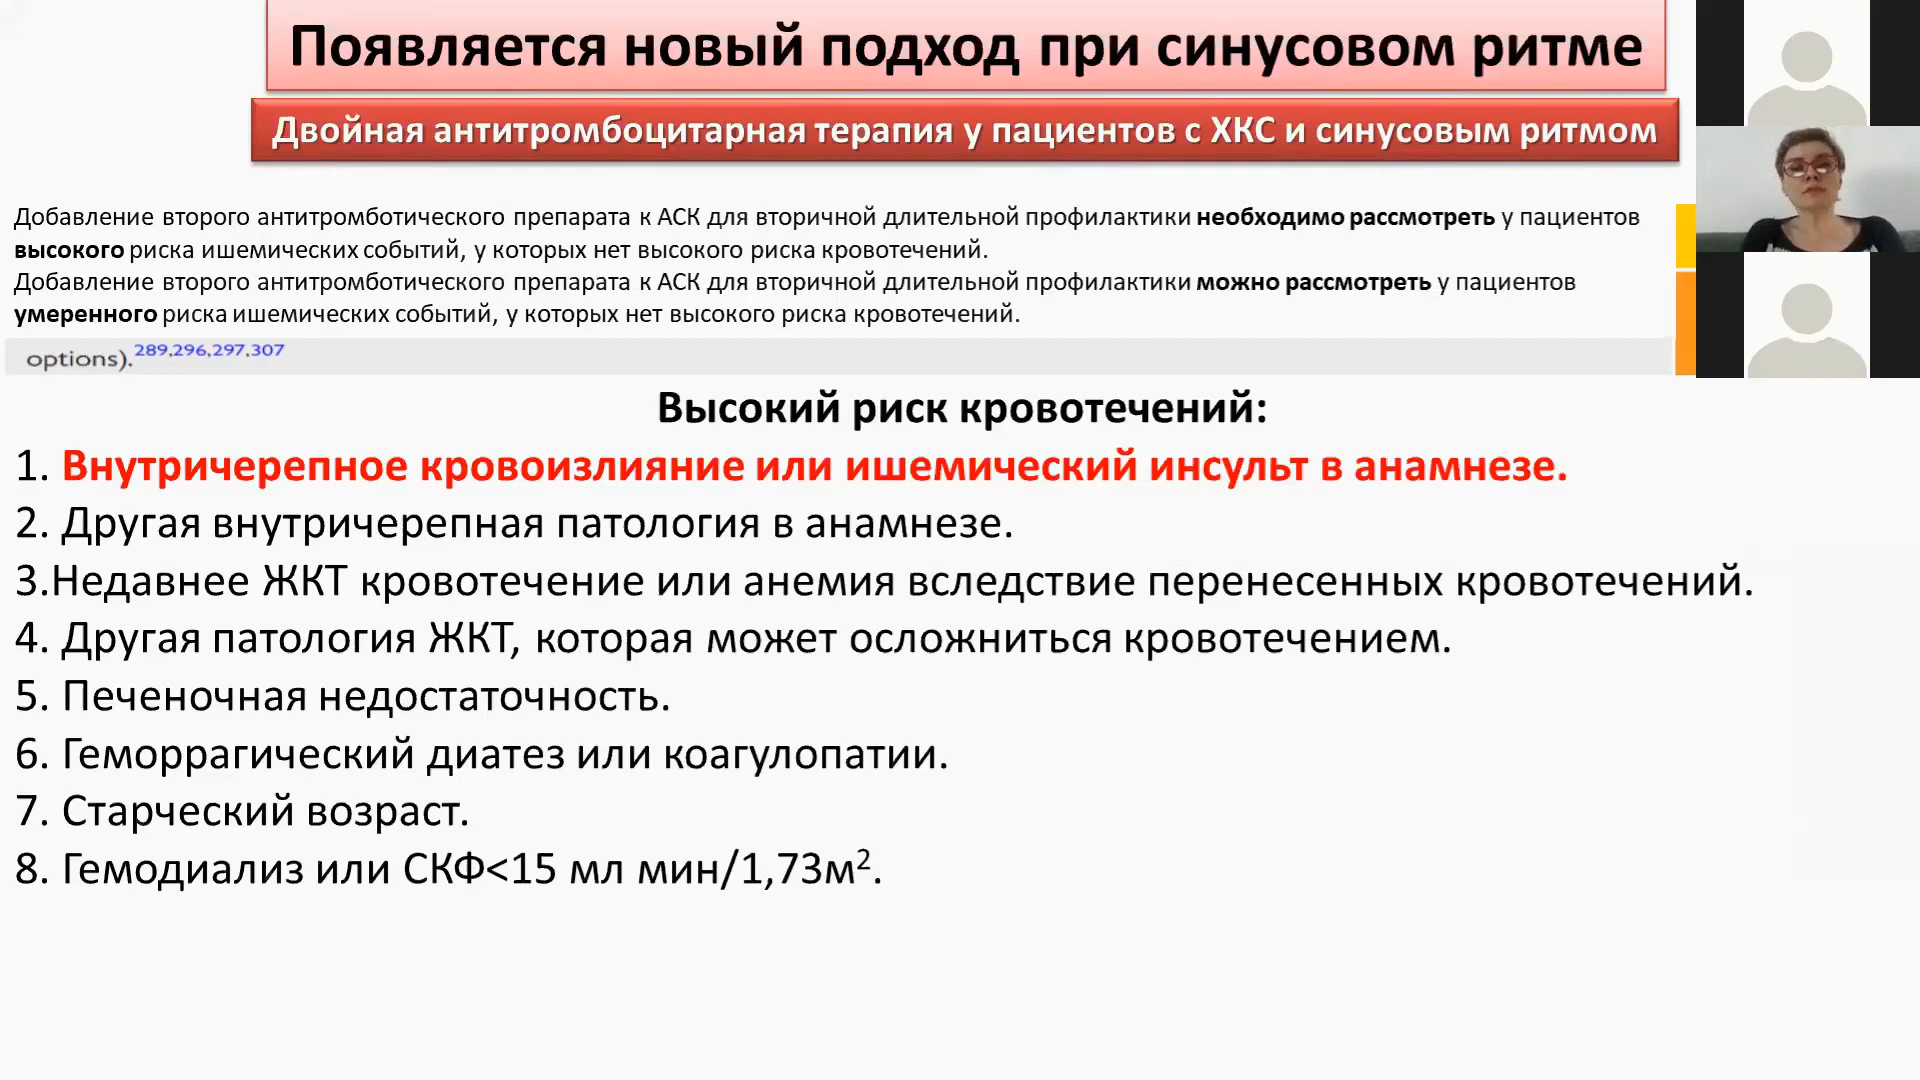 Появляется новый подход при синусовом ритме
Двойная антитромбоцитарная терапия у пациентов с ХКС и синусовым ритмом
Добавление второго антитромботического препарата к АСК для вторичной длительной профилактики необходимо рассмотреть у пациентов
высокого риска ишемических событий, у которых нет высокого риска кровотечений.
Добавление второго антитромботического препарата к АСК для вторичной длительной профилактики можно рассмотреть у пациентов
умеренного риска ишемических событий, у которых нет высокого риска кровотечений.
options).289,296,297,307
Высокий риск кровотечений:
1. Внутричерепное кровоизлияние или ишемический инсульт в анамнезе.
2. Другая внутричерепная патология в анамнезе.
3.Недавнее ЖКТ кровотечение или анемия вследствие перенесенных кровотечений.
4. Другая патология ЖКТ, которая может осложниться кровотечением.
5. Печеночная недостаточность.
6. Геморрагический диатез или коагулопатии.
7. Старческий возраст.
8. Гемодиализ или СКФ<15 мл мин/1,73м².